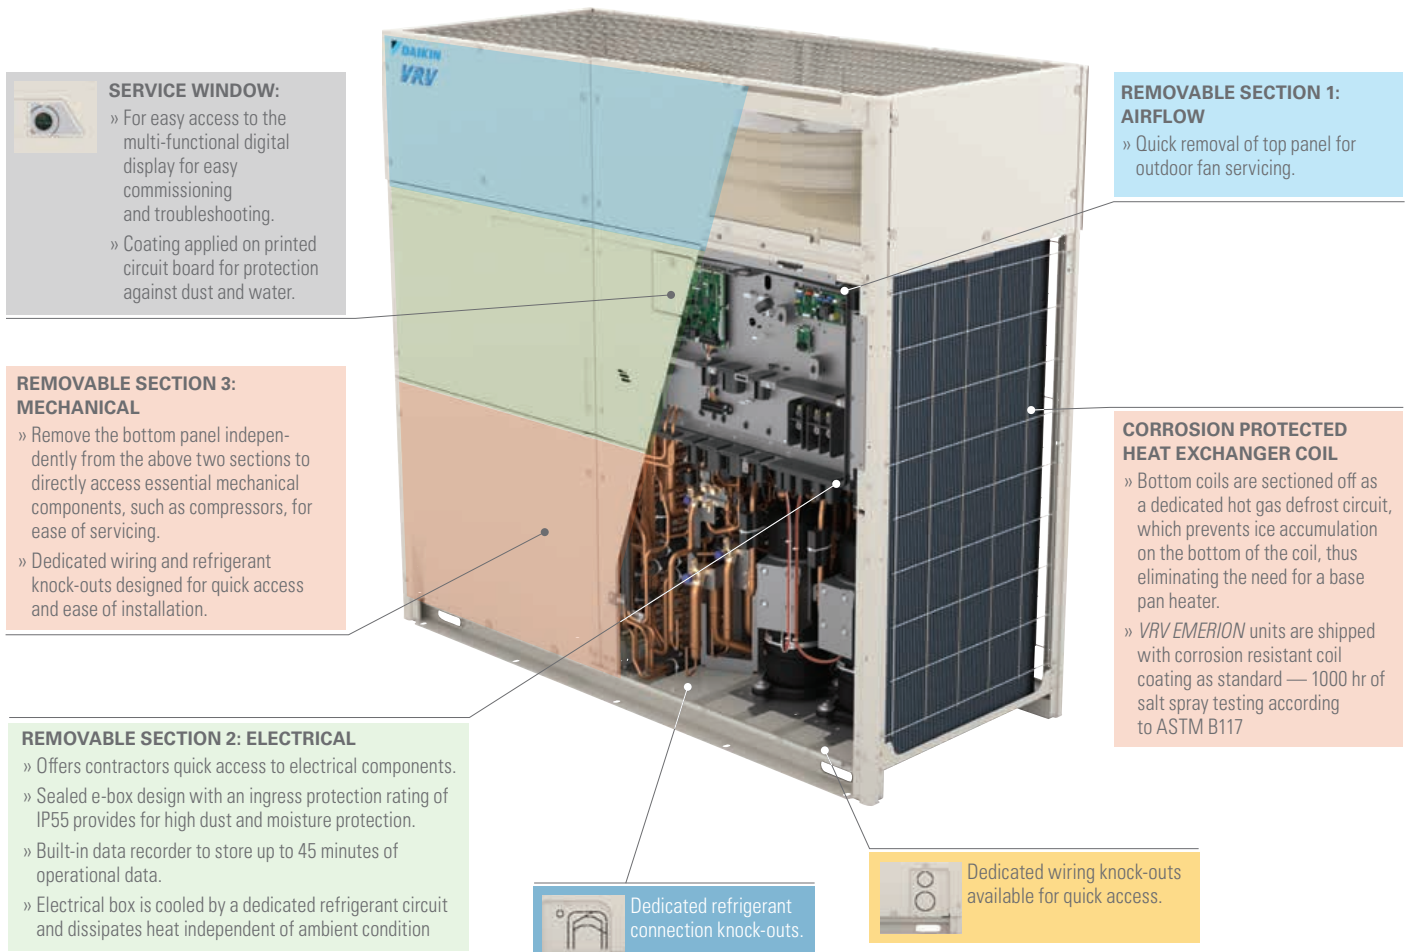 DAIKIN
VRV
SERVICE WINDOW:
» For easy access to the
multi-functional digital
display for easy
commissioning
and troubleshooting.
» Coating applied on printed
circuit board for protection
against dust and water.
REMOVABLE SECTION 1:
AIRFLOW
» Quick removal of top panel for
outdoor fan servicing.
REMOVABLE SECTION 3:
MECHANICAL
» Remove the bottom panel indepen-
dently from the above two sections to
directly access essential mechanical
components, such as compressors, for
ease of servicing.
» Dedicated wiring and refrigerant
knock-outs designed for quick access
and ease of installation.
CORROSION PROTECTED
HEAT EXCHANGER COIL
» Bottom coils are sectioned off as
a dedicated hot gas defrost circuit,
which prevents ice accumulation
on the bottom of the coil, thus
eliminating the need for a base
pan heater.
» VRV EMERION units are shipped
with corrosion resistant coil
coating as standard — 1000 hr of
salt spray testing according
to ASTM B117
REMOVABLE SECTION 2: ELECTRICAL
» Offers contractors quick access to electrical components.
» Sealed e-box design with an ingress protection rating of
IP55 provides for high dust and moisture protection.
» Built-in data recorder to store up to 45 minutes of
operational data.
» Electrical box is cooled by a dedicated refrigerant circuit
and dissipates heat independent of ambient condition
Dedicated refrigerant
connection knock-outs.
Dedicated wiring knock-outs
available for quick access.